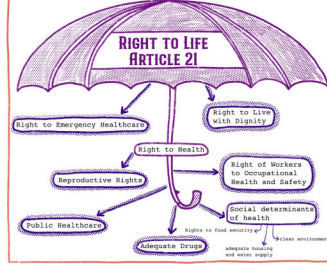 RIGHT TO LIFE
ARTICLE 21
Right to Emergency Healthcare
Right to Live
with Dignity
Right to Health
Reproductive Rights
Right of Workers
to Occupational
Health and Safety
Public Healthcare
Social determinants
of health
Adequate Drugs
Rights to food security
clean environment
adequate housing
and water supply